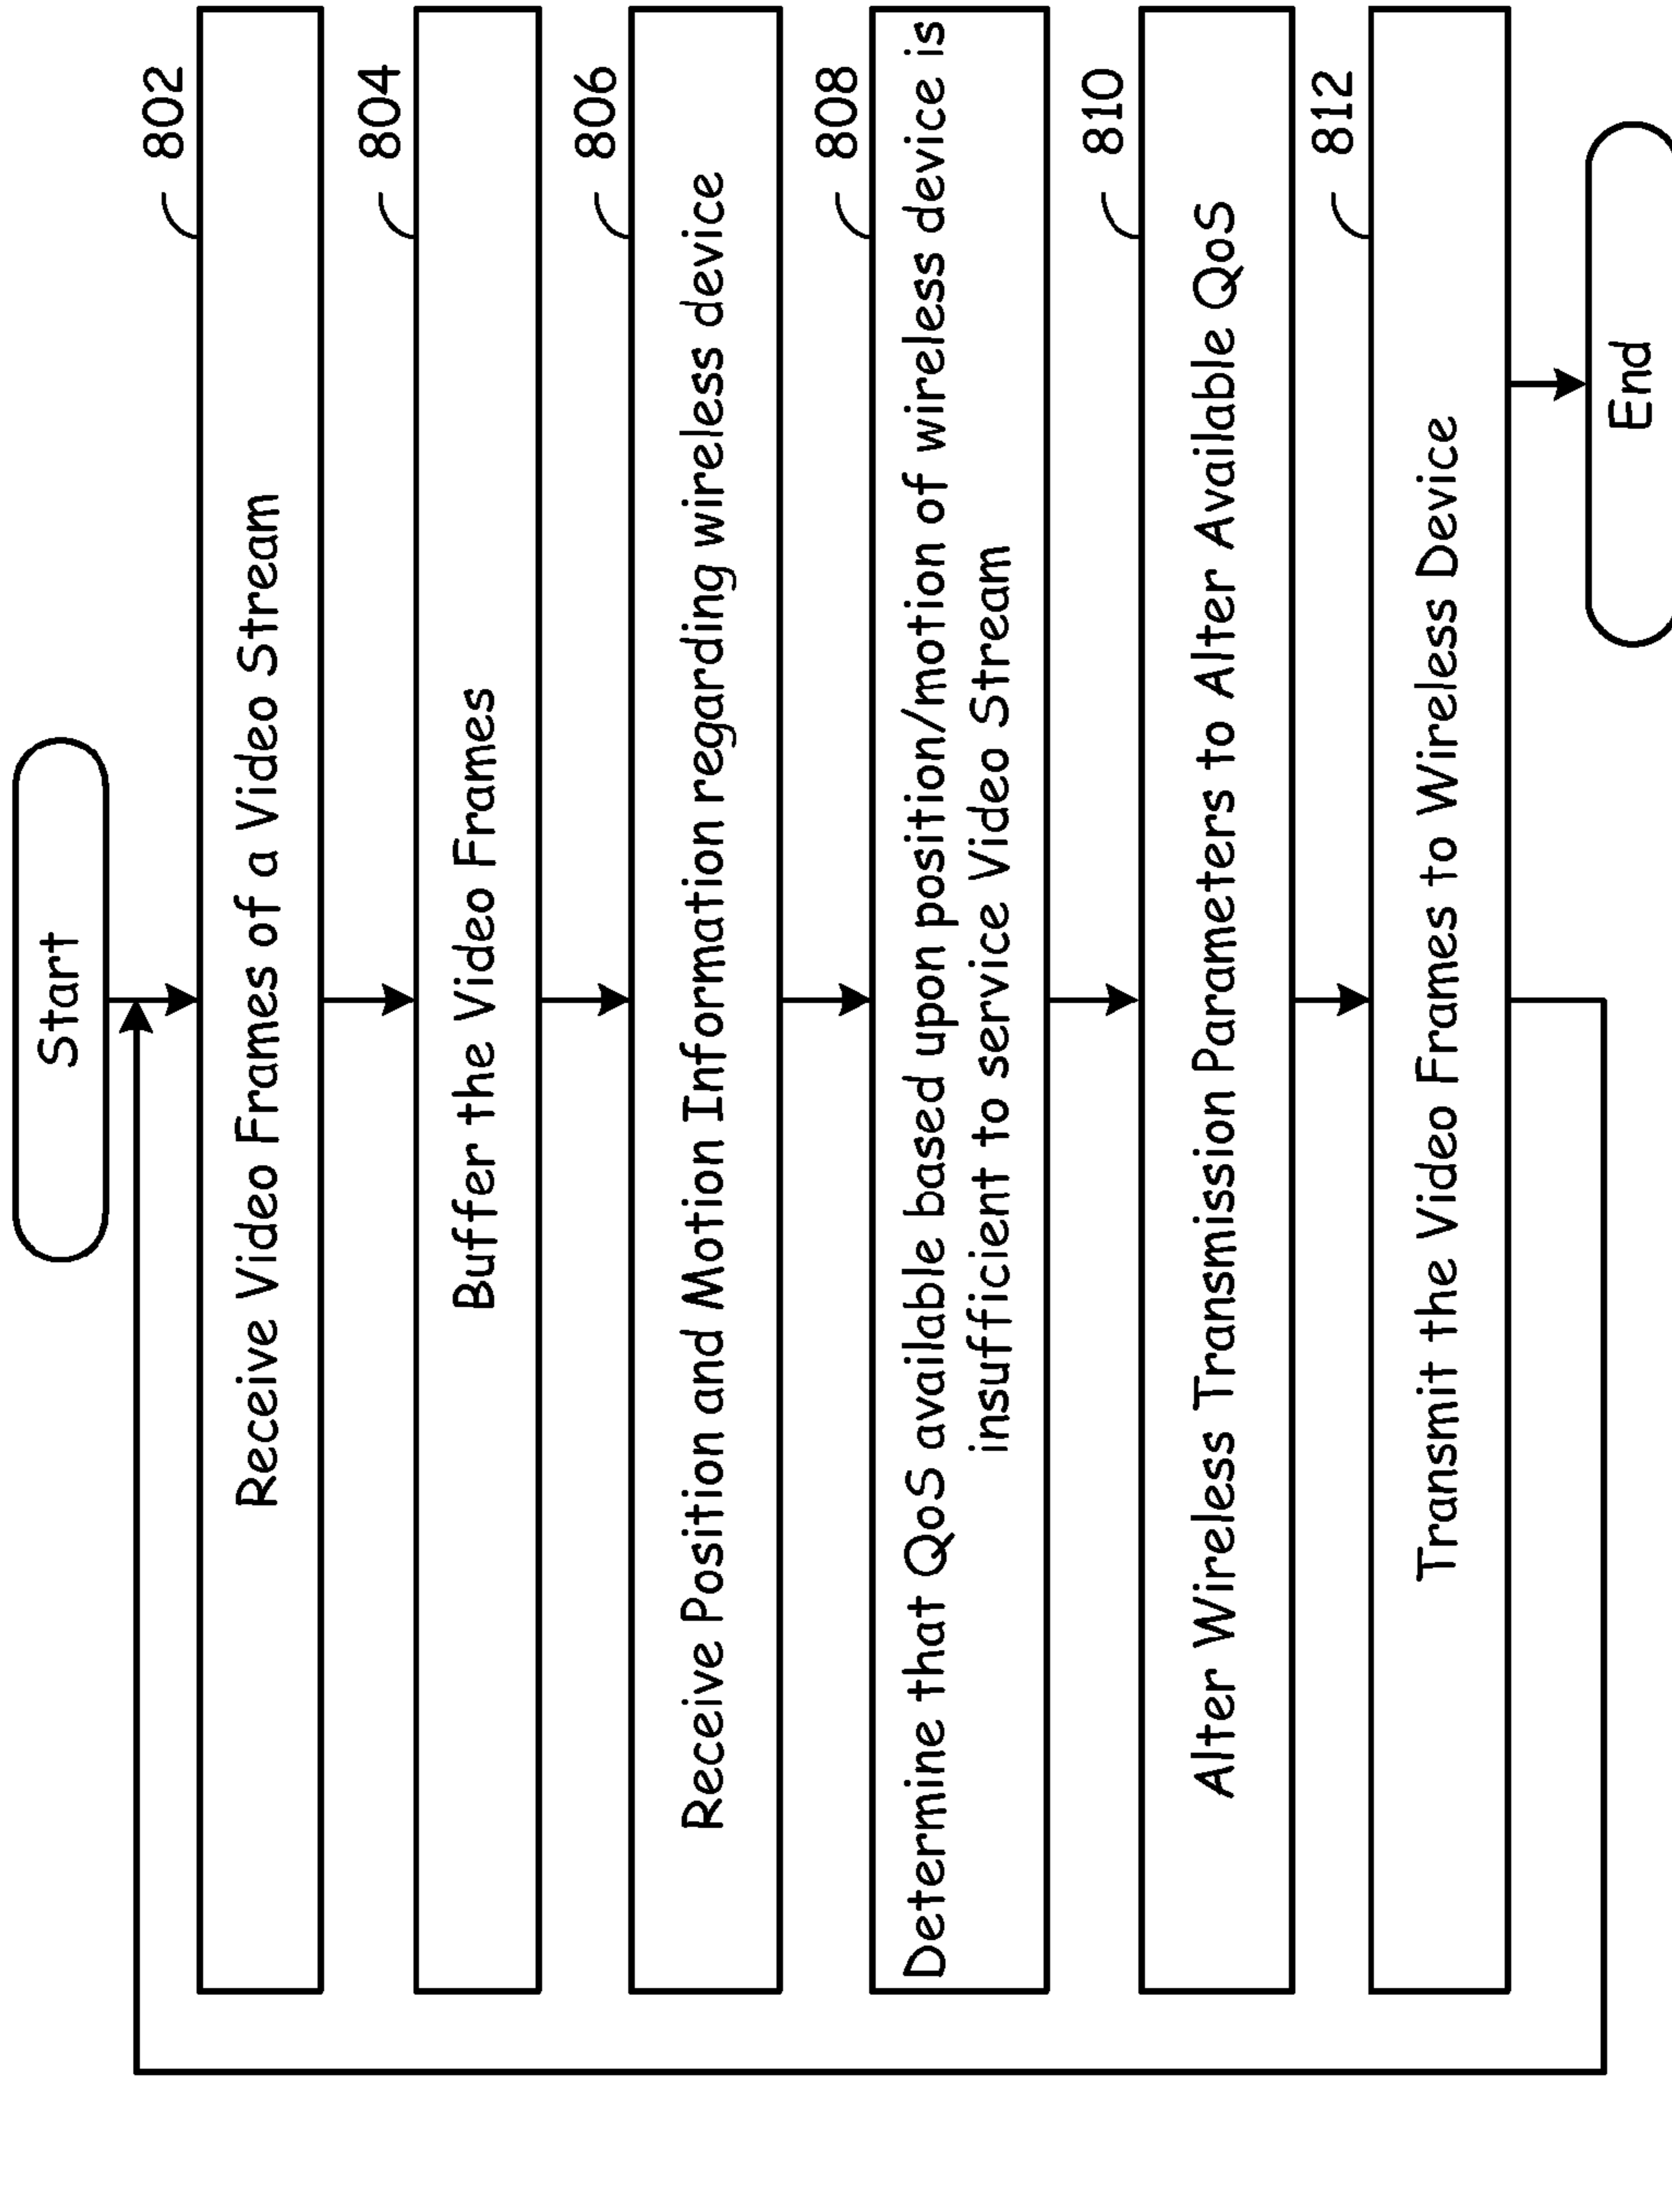 Start
802
Receive Video Frames of a Video Stream
804
Buffer the Video Frames
806
Receive Position and Motion Information regarding wireless device
808
Determine that QoS available based upon position/motion of wireless device is
insufficient to service Video Stream
810
Alter Wireless Transmission Parameters to Alter Available QoS
812
Transmit the Video Frames to Wireless Device
End